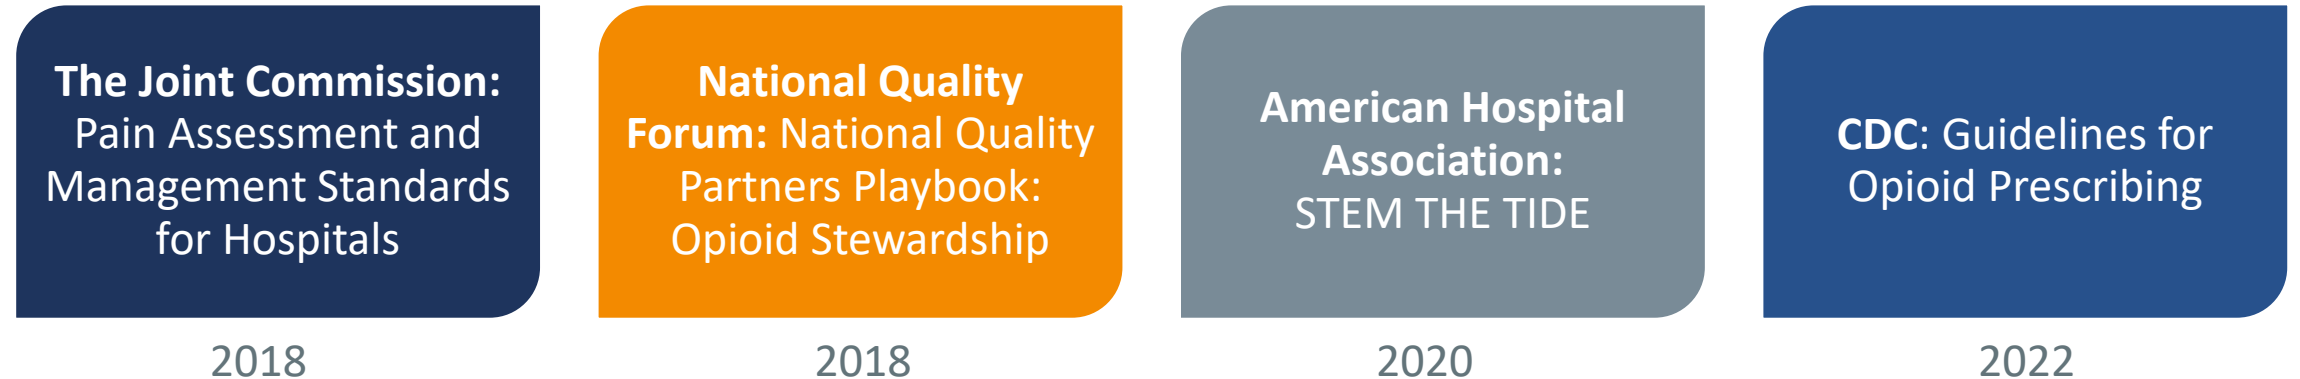 The Joint Commission:
Pain Assessment and
Management Standards
for Hospitals
2018
National Quality
Forum: National Quality
Partners Playbook:
Opioid Stewardship
2018
American Hospital
Association:
STEM THE TIDE
2020
CDC: Guidelines for
Opioid Prescribing
2022